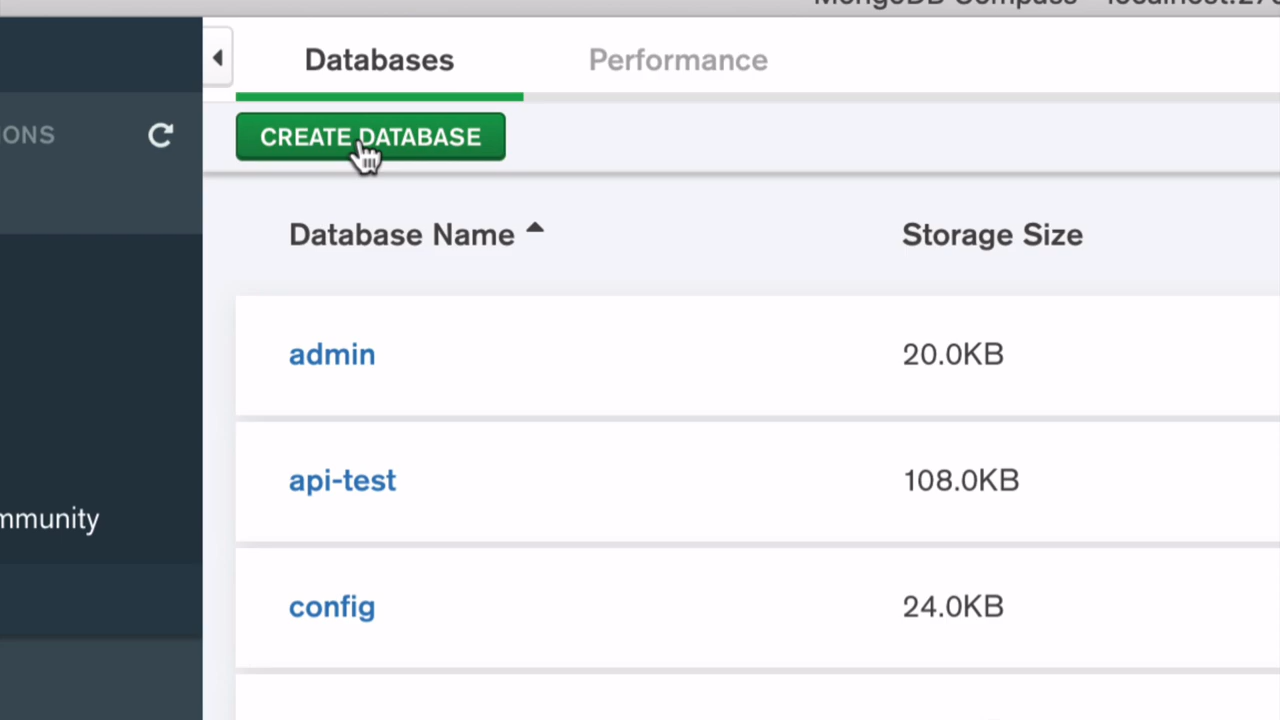 Databases
Performance
IONS
CREATE DATABASE
Database Name
Storage Size
admin
20.0KB
api-test
108.0KB
mmunity
config
24.0KB